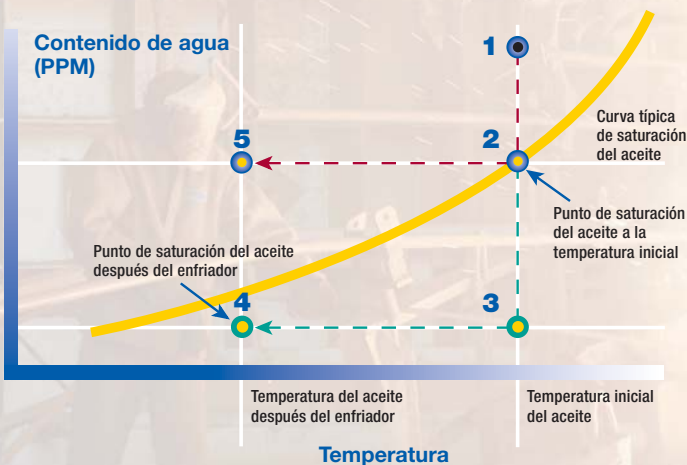 Contenido de agua
(PPM)
1
Curva típica
de saturación
del aceite
5
2
Punto de saturación
del aceite a la
temperatura inicial
Punto de saturación del aceite
después del enfriador
4
3
Temperatura del aceite
después del enfriador
Temperatura inicial
del aceite
Temperatura